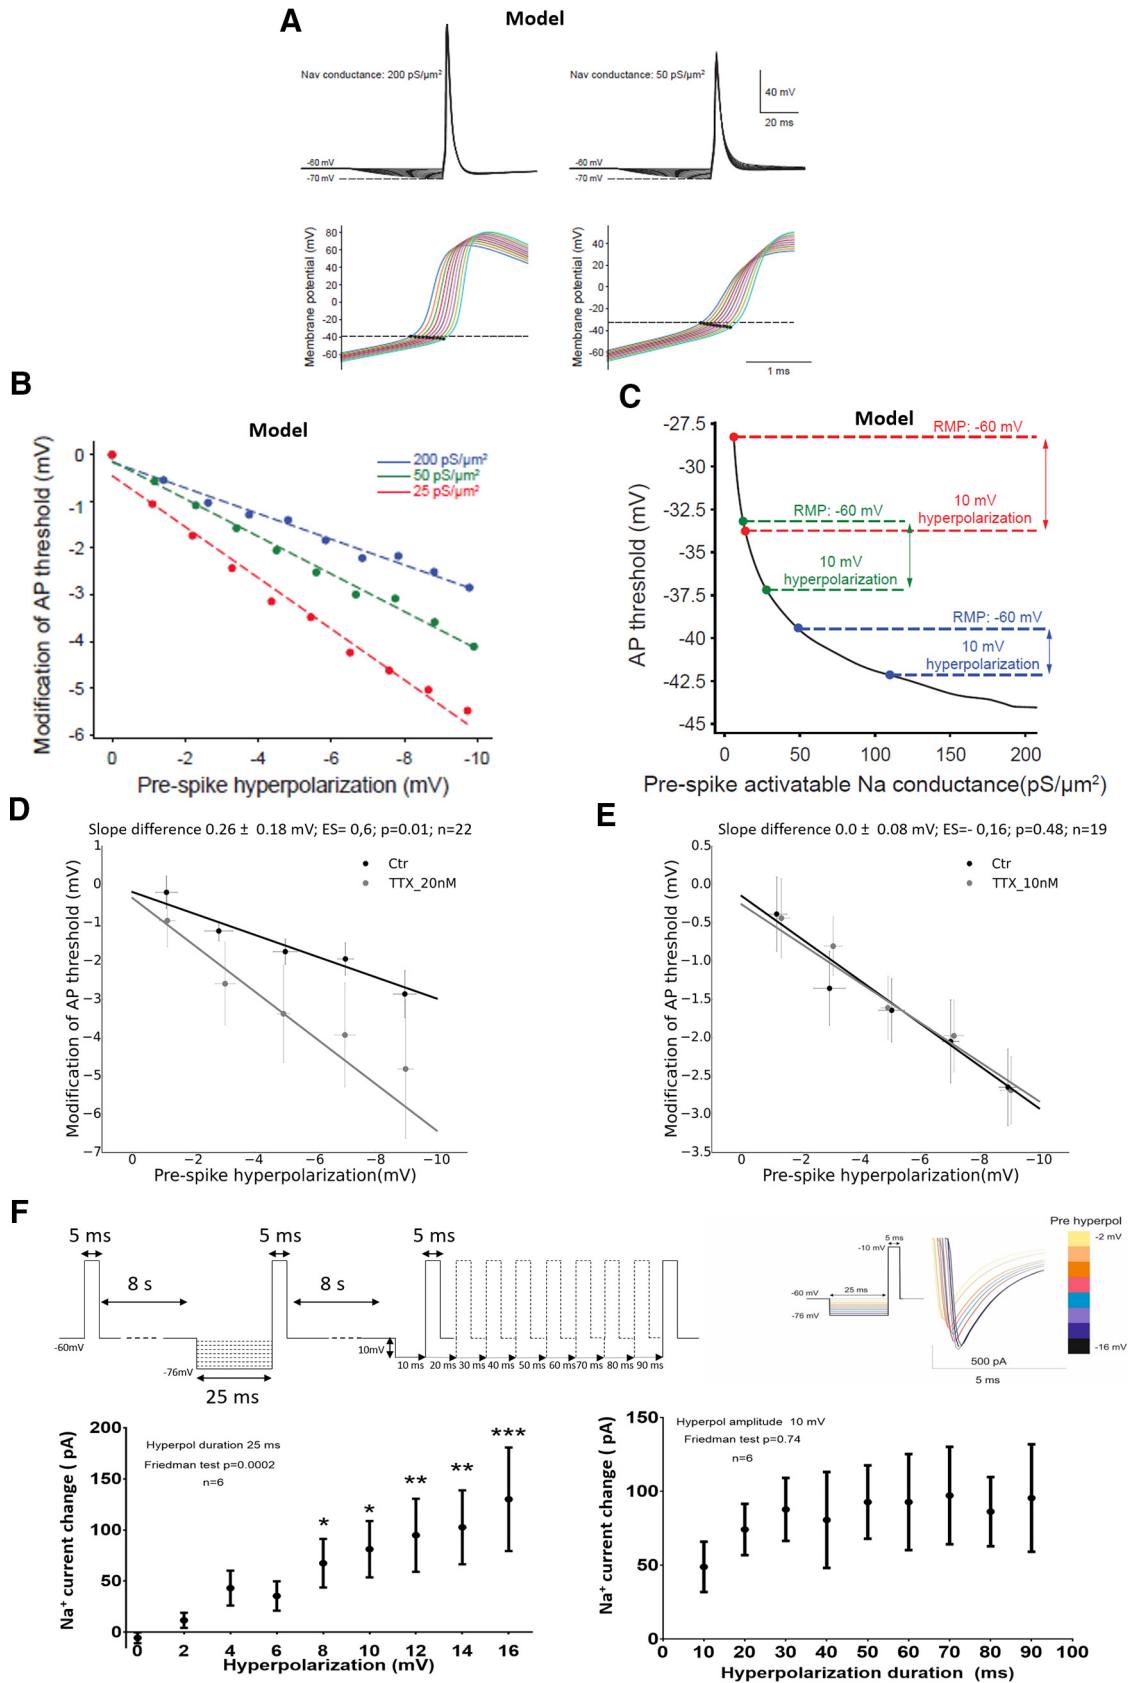 A
Model
Nav conductance: 200 pS/µm²
Nav conductance: 50 pS/µm²
40 mV
20 ms
-60 mV
-70 mV
-60 mV
-70 mV
Membrane potential (mV)
80
60
40
20
0
-20
-40
-60
Membrane potential (mV)
40
20
0
-20
-40
-60
1 ms
B
Model
Modification of AP threshold (mV)
0
-1
-2
-3
-4
-5
-6
200 pS/µm²
50 pS/µm²
25 pS/µm²
0 -2 -4 -6 -8 -10
Pre-spike hyperpolarization (mV)
C
Model
AP threshold (mV)
-27.5
-30
-32.5
-35
-37.5
-40
-42.5
-45
RMP: -60 mV
10 mV
hyperpolarization
RMP: -60 mV
10 mV
hyperpolarization
RMP: -60 mV
10 mV
hyperpolarization
0 50 100 150 200
Pre-spike activatable Na conductance(pS/µm²)
D
Slope difference 0.26 ± 0.18 mV; ES= 0,6; p=0.01; n=22
Modification of AP threshold (mV)
1
0
−1
−2
−3
−4
−5
−6
−7
Ctr
TTX_20nM
0 −2 −4 −6 −8 −10
Pre-spike hyperpolarization(mV)
E
Slope difference 0.0 ± 0.08 mV; ES=- 0,16; p=0.48; n=19
Modification of AP threshold (mV)
0.5
0.0
−0.5
−1.0
−1.5
−2.0
−2.5
−3.0
−3.5
Ctr
TTX_10nM
0 −2 −4 −6 −8 −10
Pre-spike hyperpolarization(mV)
F
5 ms
5 ms
5 ms
8 s
8 s
-60mV
-76mV
25 ms
10mV
10 ms 20 ms 30 ms 40 ms 50 ms 60 ms 70 ms 80 ms 90 ms
5 ms
-10 mV
25 ms
-60 mV
-76 mV
500 pA
5 ms
Pre hyperpol
-2 mV
-16 mV
Na⁺ current change ( pA)
200
150
100
50
0
Hyperpol duration 25 ms
Friedman test p=0.0002
n=6
* * ** ** ***
0 2 4 6 8 10 12 14 16
Hyperpolarization (mV)
Na⁺ current change ( pA)
150
100
50
0
Hyperpol amplitude 10 mV
Friedman test p=0.74
n=6
0 10 20 30 40 50 60 70 80 90 100
Hyperpolarization duration (ms)